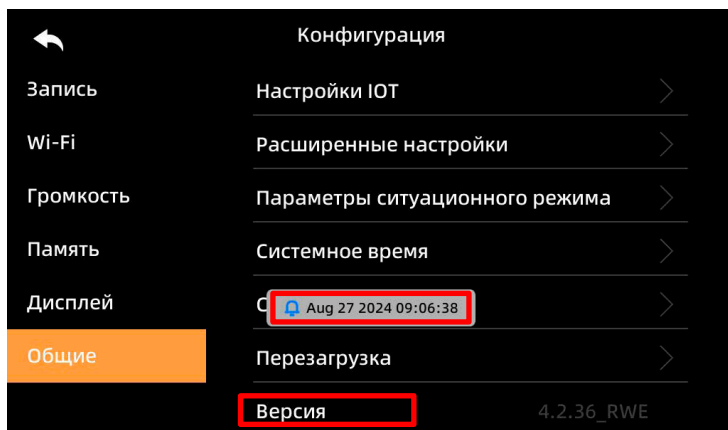 Конфигурация
Запись
Настройки IOT
Wi-Fi
Расширенные настройки
Громкость
Параметры ситуационного режима
Память
Системное время
Дисплей
С
Aug 27 2024 09:06:38
Общие
Перезагрузка
Версия
4.2.36_RWE